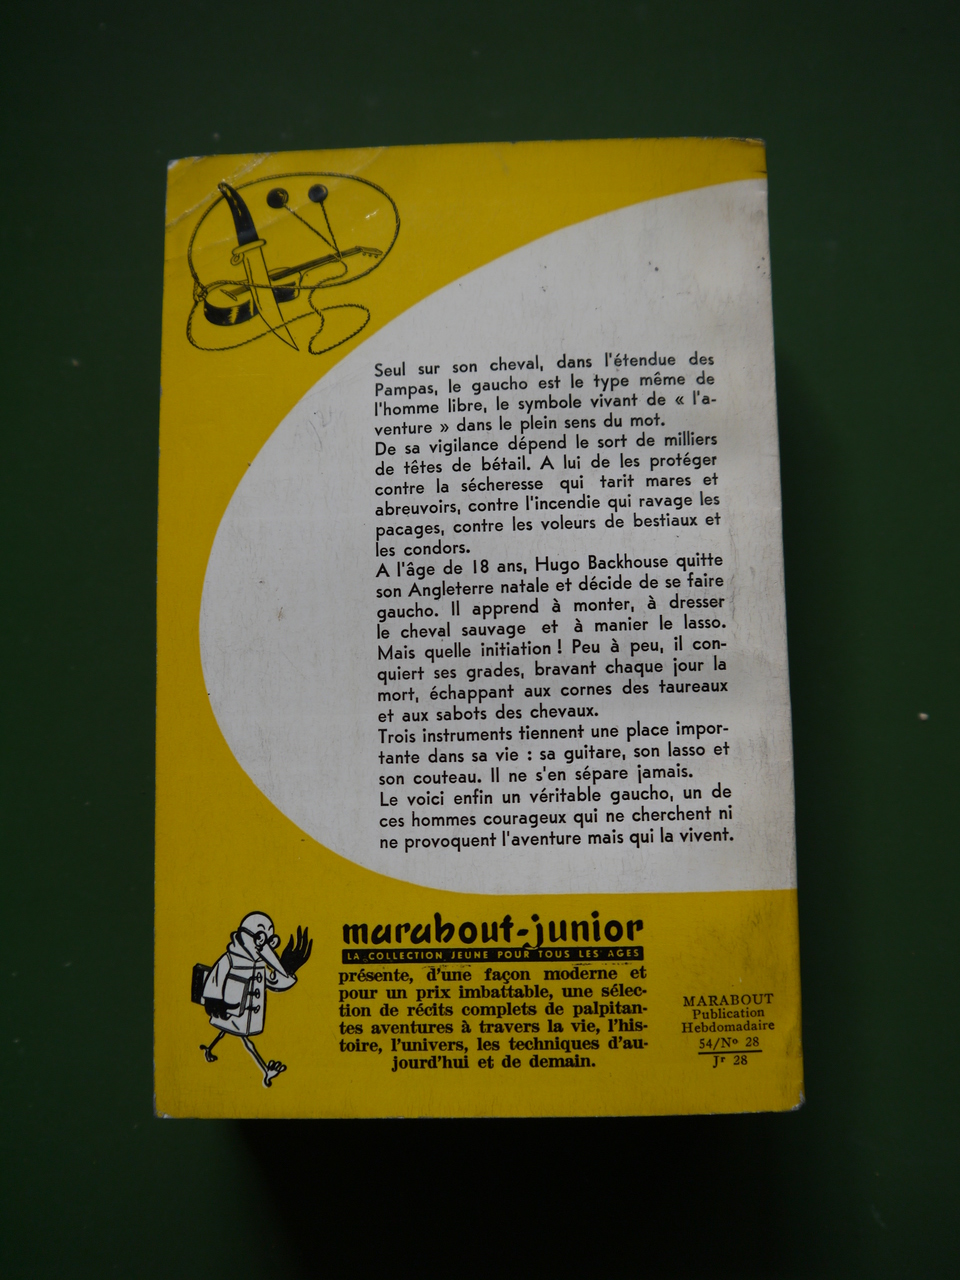 Seul sur son cheval, dans l'étendue des
Pampas, le gaucho est le type même de
l'homme libre, le symbole vivant de « l'a-
venture » dans le plein sens du mot.
De sa vigilance dépend le sort de milliers
de têtes de bétail. A lui de les protéger
contre la sécheresse qui tarit mares et
abreuvoirs, contre l'incendie qui ravage les
pacages, contre les voleurs de bestiaux et
les condors.
A l'âge de 18 ans, Hugo Backhouse quitte
son Angleterre natale et décide de se faire
gaucho. Il apprend à monter, à dresser
le cheval sauvage et à manier le lasso.
Mais quelle initiation ! Peu à peu, il con-
quiert ses grades, bravant chaque jour la
mort, échappant aux cornes des taureaux
et aux sabots des chevaux.
Trois instruments tiennent une place impor-
tante dans sa vie : sa guitare, son lasso et
son couteau. Il ne s'en sépare jamais.
Le voici enfin un véritable gaucho, un de
ces hommes courageux qui ne cherchent ni
ne provoquent l'aventure mais qui la vivent.
marabout-junior
LA COLLECTION JEUNE POUR TOUS LES AGES
présente, d'une façon moderne et
pour un prix imbattable, une sélec-
tion de récits complets de palpitan-
tes aventures à travers la vie, l'his-
toire, l'univers, les techniques d'au-
jourd'hui et de demain.
MARABOUT
Publication
Hebdomadaire
54/Nº 28
Jr 28